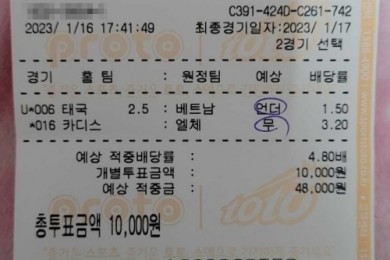 C391-424D-C261-742
2023/ 1/16 17:41:49 최종경기일자:2023/ 1/17
2경기 선택
경기 홈 팀 : 원정팀 예상 배당률
U*006 태국 2.5 : 베트남 언더 1.50
*016 카디스 : 엘체 무 3.20
예상 적중배당률 : 4.80배
개별투표금액 : 10,000원
예상 적중금 : 48,000원
총투표금액 10,000원
proto
toto